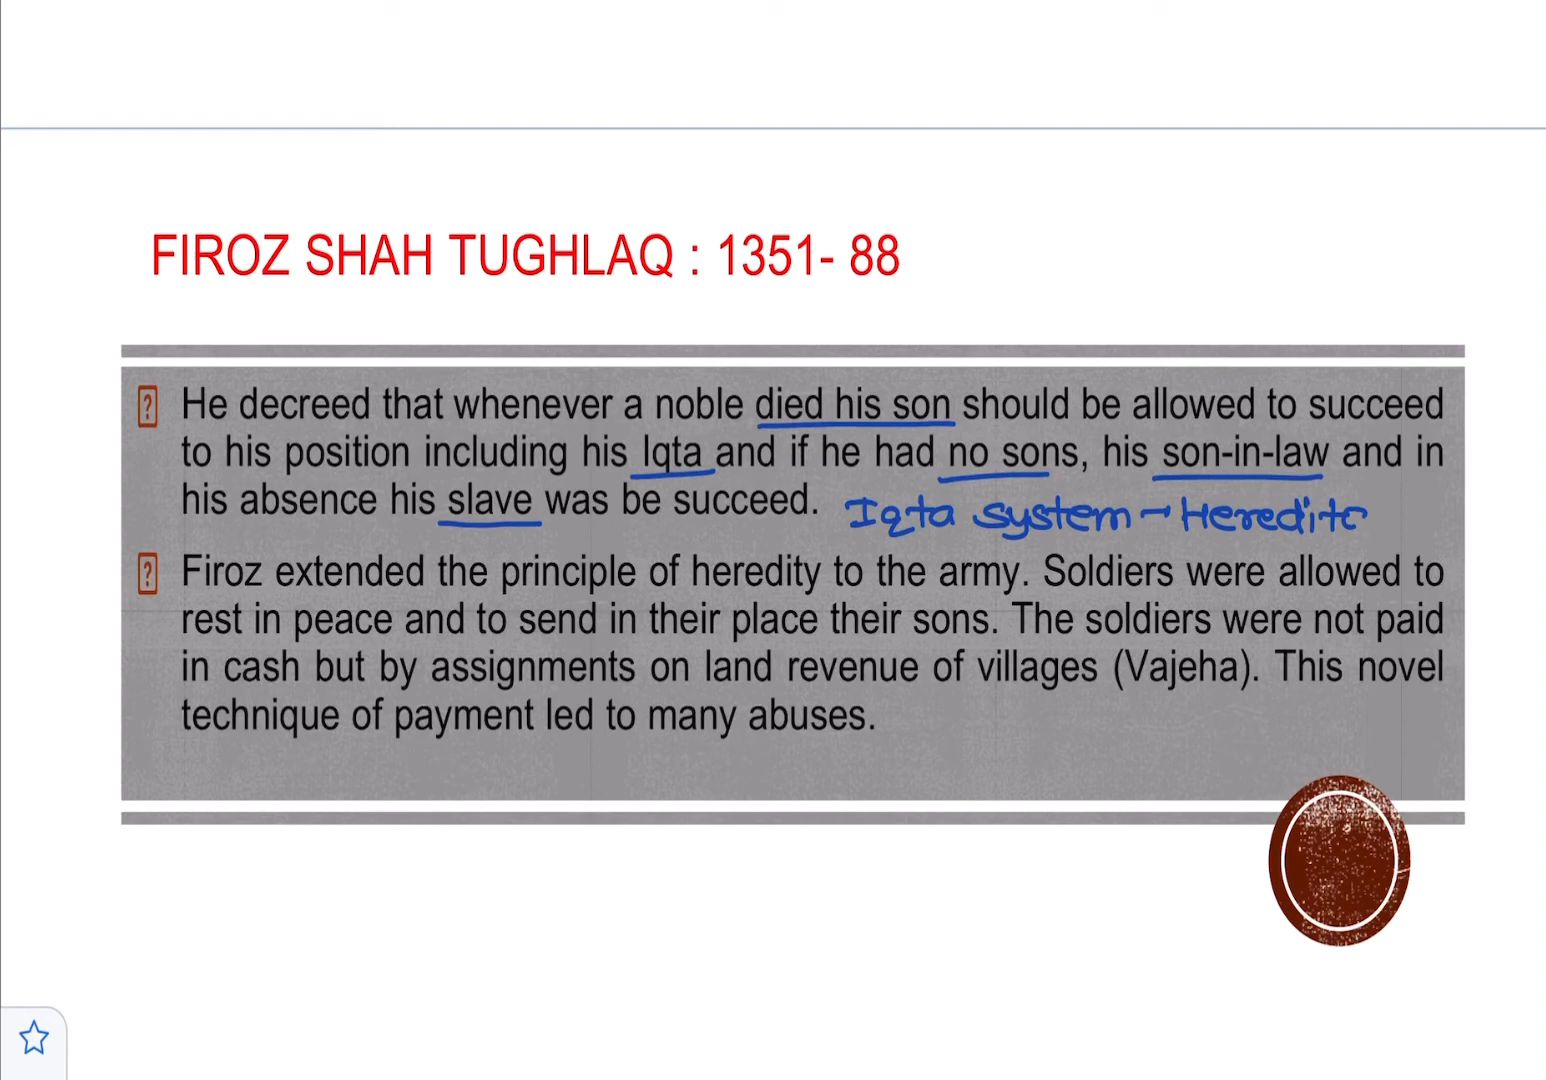 FIROZ SHAH TUGHLAQ : 1351- 88
He decreed that whenever a noble died his son should be allowed to succeed
to his position including his Iqta and if he had no sons, his son-in-law and in
his absence his slave was be succeed. Iqta system → Heredita
Firoz extended the principle of heredity to the army. Soldiers were allowed to
rest in peace and to send in their place their sons. The soldiers were not paid
in cash but by assignments on land revenue of villages (Vajeha). This novel
technique of payment led to many abuses.